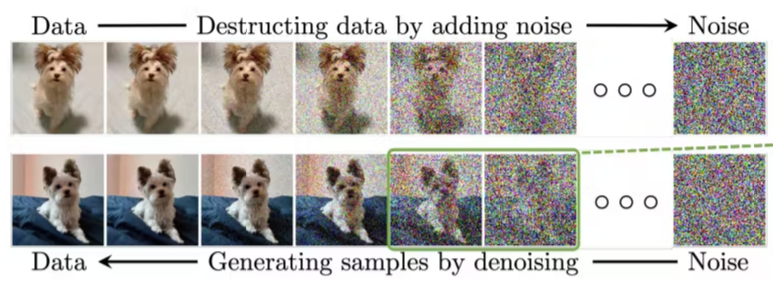 Data Destructing data by adding noise Noise
Data Generating samples by denoising Noise